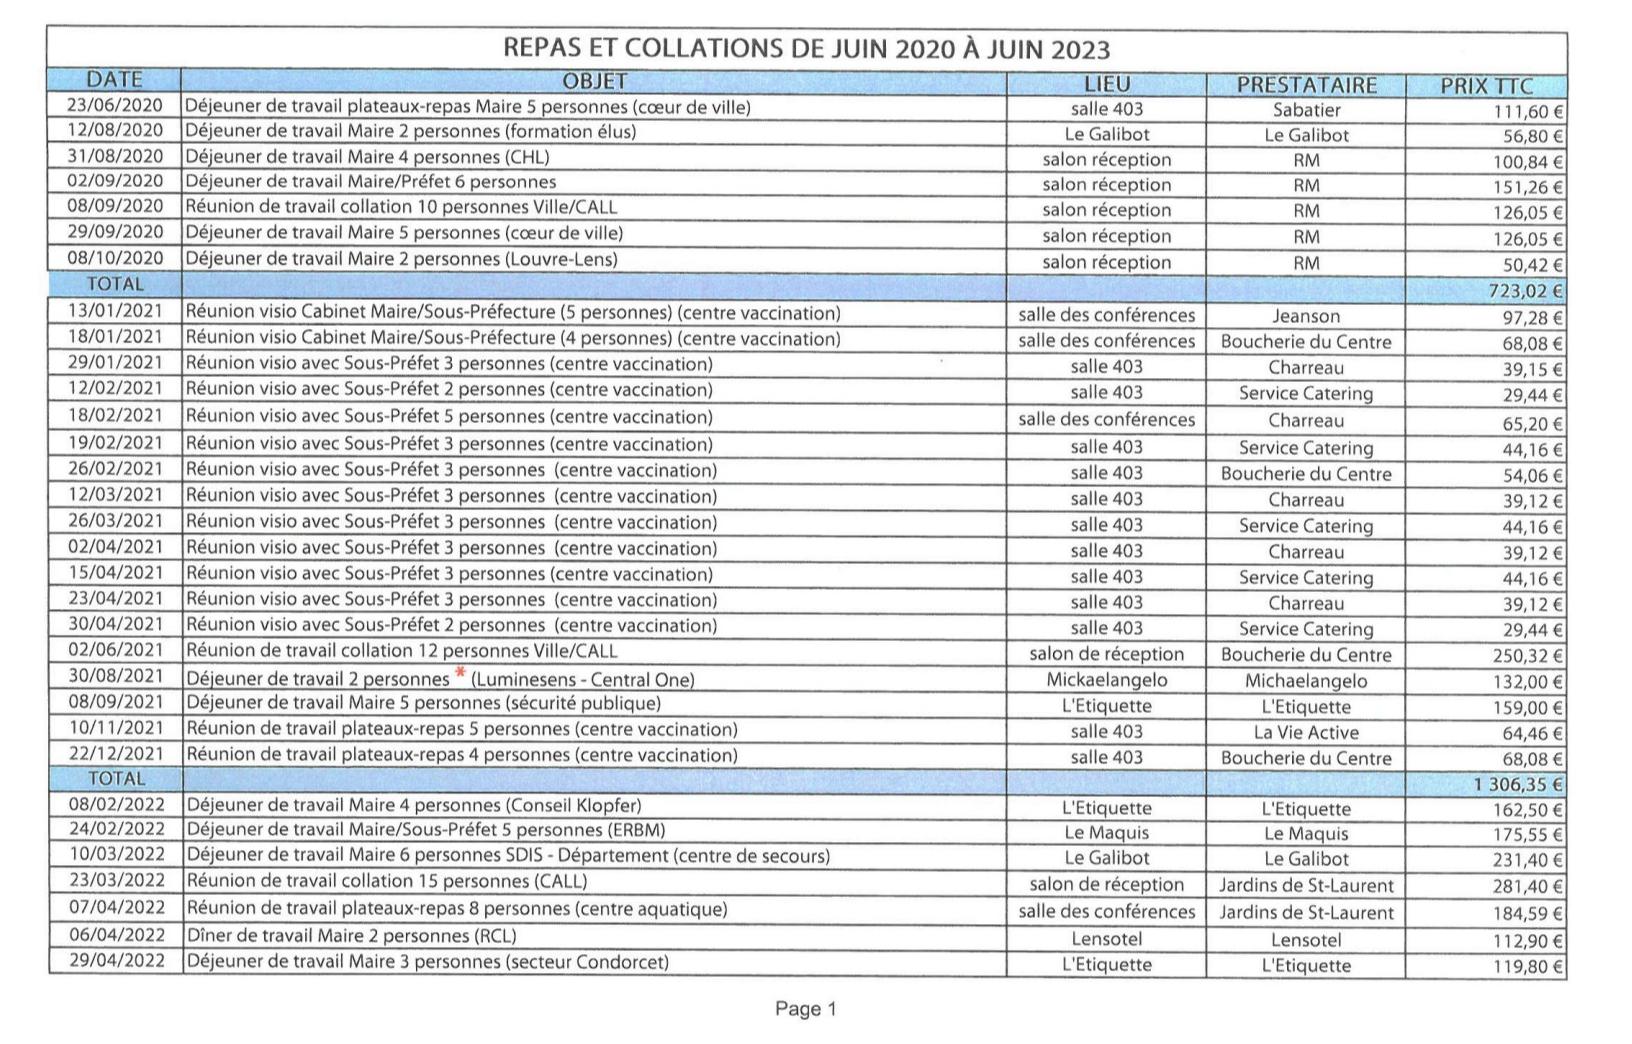 REPAS ET COLLATIONS DE JUIN 2020 À JUIN 2023
DATE OBJET LIEU PRESTATAIRE PRIX TTC
23/06/2020 Déjeuner de travail plateaux-repas Maire 5 personnes (cœur de ville) salle 403 Sabatier 111,60 €
12/08/2020 Déjeuner de travail Maire 2 personnes (formation élus) Le Galibot Le Galibot 56,80 €
31/08/2020 Déjeuner de travail Maire 4 personnes (CHL) salon réception RM 100,84 €
02/09/2020 Déjeuner de travail Maire/Préfet 6 personnes salon réception RM 151,26 €
08/09/2020 Réunion de travail collation 10 personnes Ville/CALL salon réception RM 126,05 €
29/09/2020 Déjeuner de travail Maire 5 personnes (cœur de ville) salon réception RM 126,05 €
08/10/2020 Déjeuner de travail Maire 2 personnes (Louvre-Lens) salon réception RM 50,42 €
TOTAL 723,02 €
13/01/2021 Réunion visio Cabinet Maire/Sous-Préfecture (5 personnes) (centre vaccination) salle des conférences Jeanson 97,28 €
18/01/2021 Réunion visio Cabinet Maire/Sous-Préfecture (4 personnes) (centre vaccination) salle des conférences Boucherie du Centre 68,08 €
29/01/2021 Réunion visio avec Sous-Préfet 3 personnes (centre vaccination) salle 403 Charreau 39,15 €
12/02/2021 Réunion visio avec Sous-Préfet 2 personnes (centre vaccination) salle 403 Service Catering 29,44 €
18/02/2021 Réunion visio avec Sous-Préfet 5 personnes (centre vaccination) salle des conférences Charreau 65,20 €
19/02/2021 Réunion visio avec Sous-Préfet 3 personnes (centre vaccination) salle 403 Service Catering 44,16 €
26/02/2021 Réunion visio avec Sous-Préfet 3 personnes (centre vaccination) salle 403 Boucherie du Centre 54,06 €
12/03/2021 Réunion visio avec Sous-Préfet 3 personnes (centre vaccination) salle 403 Charreau 39,12 €
26/03/2021 Réunion visio avec Sous-Préfet 3 personnes (centre vaccination) salle 403 Service Catering 44,16 €
02/04/2021 Réunion visio avec Sous-Préfet 3 personnes (centre vaccination) salle 403 Charreau 39,12 €
15/04/2021 Réunion visio avec Sous-Préfet 3 personnes (centre vaccination) salle 403 Service Catering 44,16 €
23/04/2021 Réunion visio avec Sous-Préfet 3 personnes (centre vaccination) salle 403 Charreau 39,12 €
30/04/2021 Réunion visio avec Sous-Préfet 2 personnes (centre vaccination) salle 403 Service Catering 29,44 €
02/06/2021 Réunion de travail collation 12 personnes Ville/CALL salon de réception Boucherie du Centre 250,32 €
30/08/2021 Déjeuner de travail 2 personnes * (Luminesens - Central One) Mickaelangelo Michaelangelo 132,00 €
08/09/2021 Déjeuner de travail Maire 5 personnes (sécurité publique) L'Etiquette L'Etiquette 159,00 €
10/11/2021 Réunion de travail plateaux-repas 5 personnes (centre vaccination) salle 403 La Vie Active 64,46 €
22/12/2021 Réunion de travail plateaux-repas 4 personnes (centre vaccination) salle 403 Boucherie du Centre 68,08 €
TOTAL 1 306,35 €
08/02/2022 Déjeuner de travail Maire 4 personnes (Conseil Klopfer) L'Etiquette L'Etiquette 162,50 €
24/02/2022 Déjeuner de travail Maire/Sous-Préfet 5 personnes (ERBM) Le Maquis Le Maquis 175,55 €
10/03/2022 Déjeuner de travail Maire 6 personnes SDIS - Département (centre de secours) Le Galibot Le Galibot 231,40 €
23/03/2022 Réunion de travail collation 15 personnes (CALL) salon de réception Jardins de St-Laurent 281,40 €
07/04/2022 Réunion de travail plateaux-repas 8 personnes (centre aquatique) salle des conférences Jardins de St-Laurent 184,59 €
06/04/2022 Dîner de travail Maire 2 personnes (RCL) Lensotel Lensotel 112,90 €
29/04/2022 Déjeuner de travail Maire 3 personnes (secteur Condorcet) L'Etiquette L'Etiquette 119,80 €
Page 1